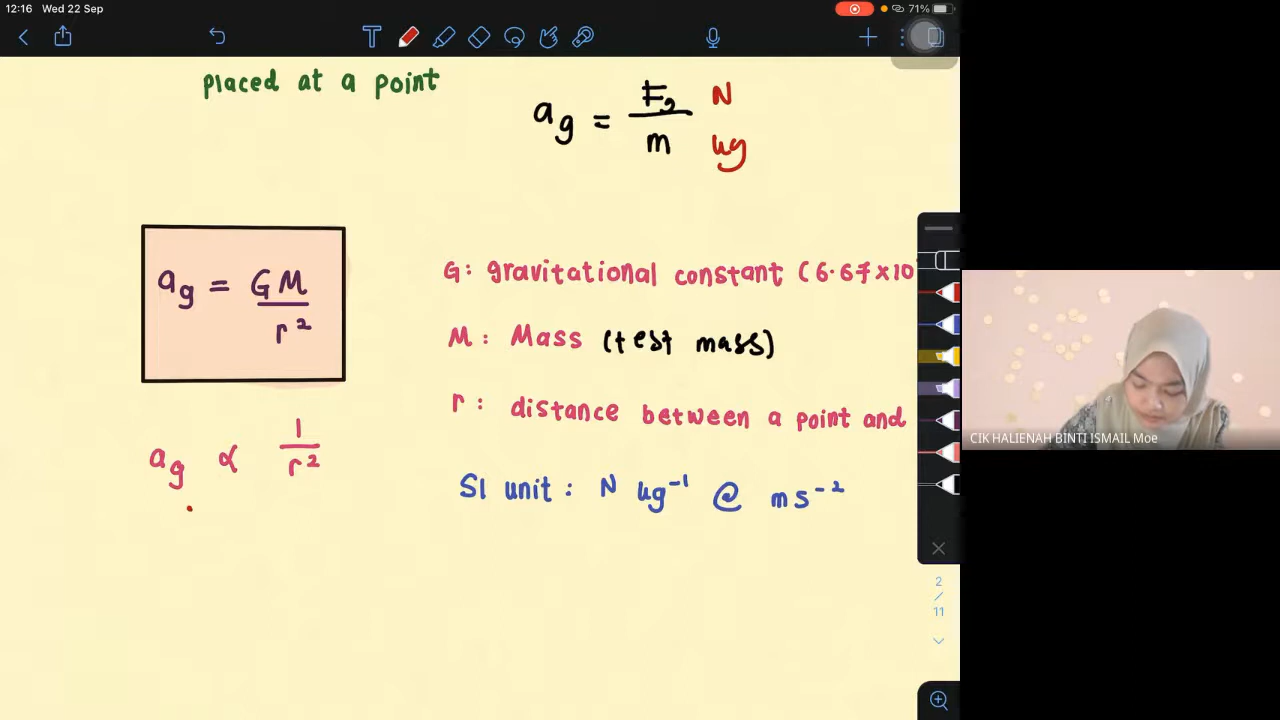 12:16 Wed 22 Sep
71%
placed at a point
a_g = F_g / m N kg
a_g = GM / r²
G: gravitational constant (6.67×10
M: Mass (test mass)
r: distance between a point and
a_g ∝ 1 / r²
SI unit: N kg⁻¹ @ ms⁻²
CIK HALIENAH BINTI ISMAIL Moe
2
/
11